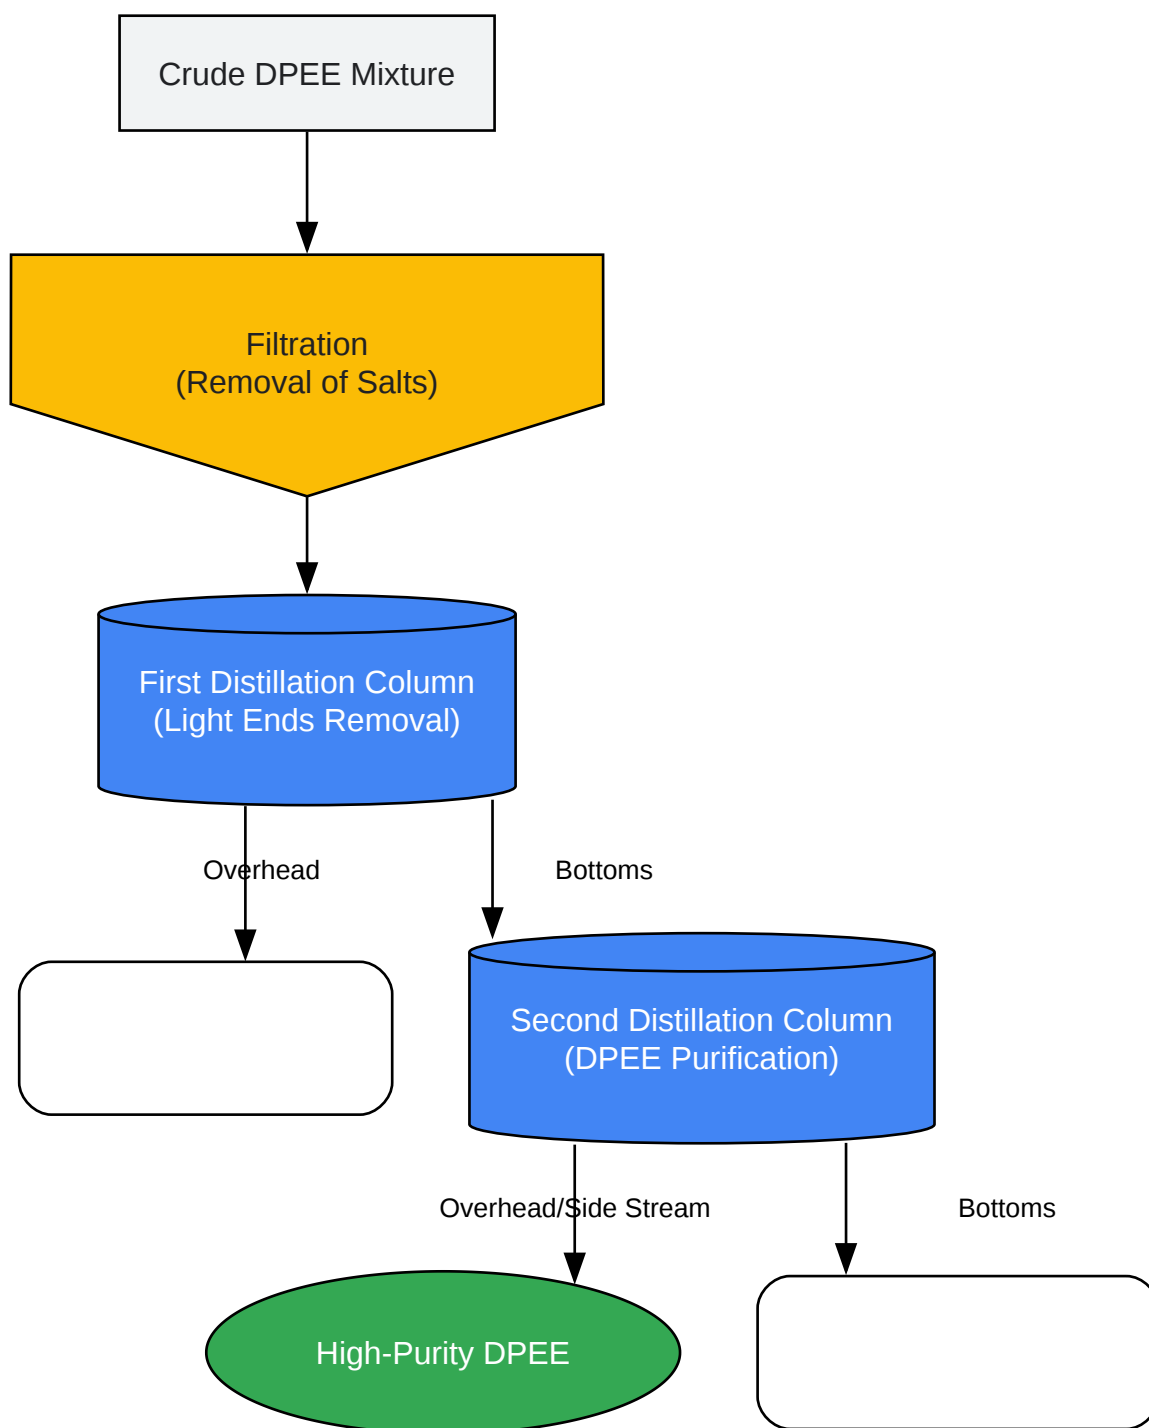 Crude DPEE Mixture
Filtration
(Removal of Salts)
First Distillation Column
(Light Ends Removal)
Overhead
Bottoms
Second Distillation Column
(DPEE Purification)
Overhead/Side Stream
Bottoms
High-Purity DPEE